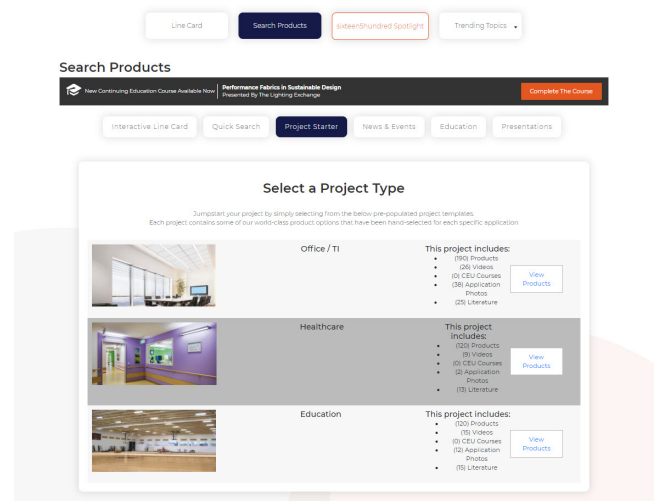 Line Card
Search Products
sixteen5hundred Spotlight
Trending Topics
Search Products
New Continuing Education Course Available Now
Performance Fabrics in Sustainable Design
Presented By The Lighting Exchange
Complete The Course
Interactive Line Card
Quick Search
Project Starter
News & Events
Education
Presentations
Select a Project Type
Jumpstart your project by simply selecting from the below pre-populated project templates.
Each project contains some of our world-class product options that have been hand-selected for each specific application
Office / TI
This project includes:
(190) Products
(26) Videos
(0) CEU Courses
(38) Application
Photos
(25) Literature
View
Products
Healthcare
This project
includes:
(120) Products
(9) Videos
(0) CEU Courses
(2) Application
Photos
(13) Literature
View
Products
Education
This project includes:
(120) Products
(15) Videos
(0) CEU Courses
(12) Application
Photos
(15) Literature
View
Products